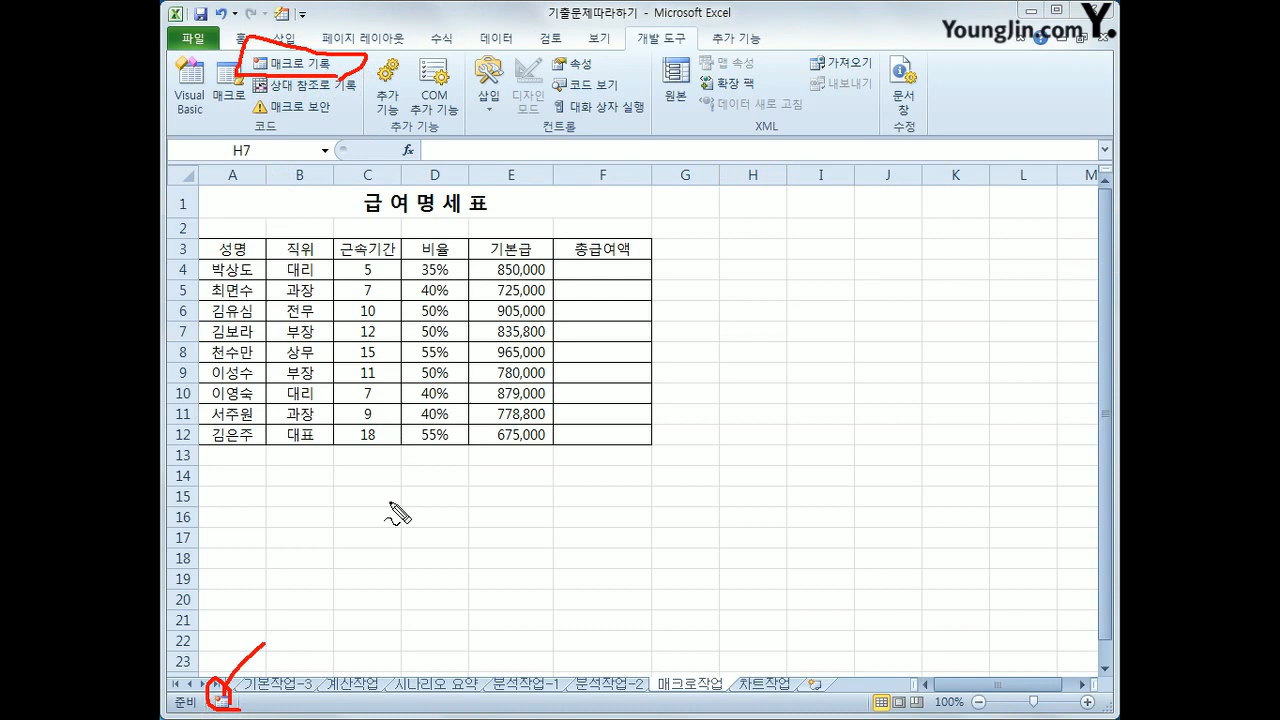 기출문제따라하기 - Microsoft Excel
YoungJin.com Y.
파일 홈 삽입 페이지 레이아웃 수식 데이터 검토 보기 개발 도구 추가 기능
Visual Basic
매크로
매크로 기록
상대 참조로 기록
매크로 보안
코드
추가 기능
COM 추가 기능
추가 기능
삽입
디자인 모드
속성
코드 보기
대화 상자 실행
컨트롤
원본
맵 속성
확장 팩
데이터 새로 고침
가져오기
내보내기
XML
문서 창
수정
H7 fx
A B C D E F G H I J K L M
1 급 여 명 세 표
2
3 성명 직위 근속기간 비율 기본급 총급여액
4 박상도 대리 5 35% 850,000
5 최면수 과장 7 40% 725,000
6 김유심 전무 10 50% 905,000
7 김보라 부장 12 50% 835,800
8 천수만 상무 15 55% 965,000
9 이성수 부장 11 50% 780,000
10 이영숙 대리 7 40% 879,000
11 서주원 과장 9 40% 778,800
12 김은주 대표 18 55% 675,000
13
14
15
16
17
18
19
20
21
22
23
기본작업-3 계산작업 시나리오 요약 분석작업-1 분석작업-2 매크로작업 차트작업
준비 100%